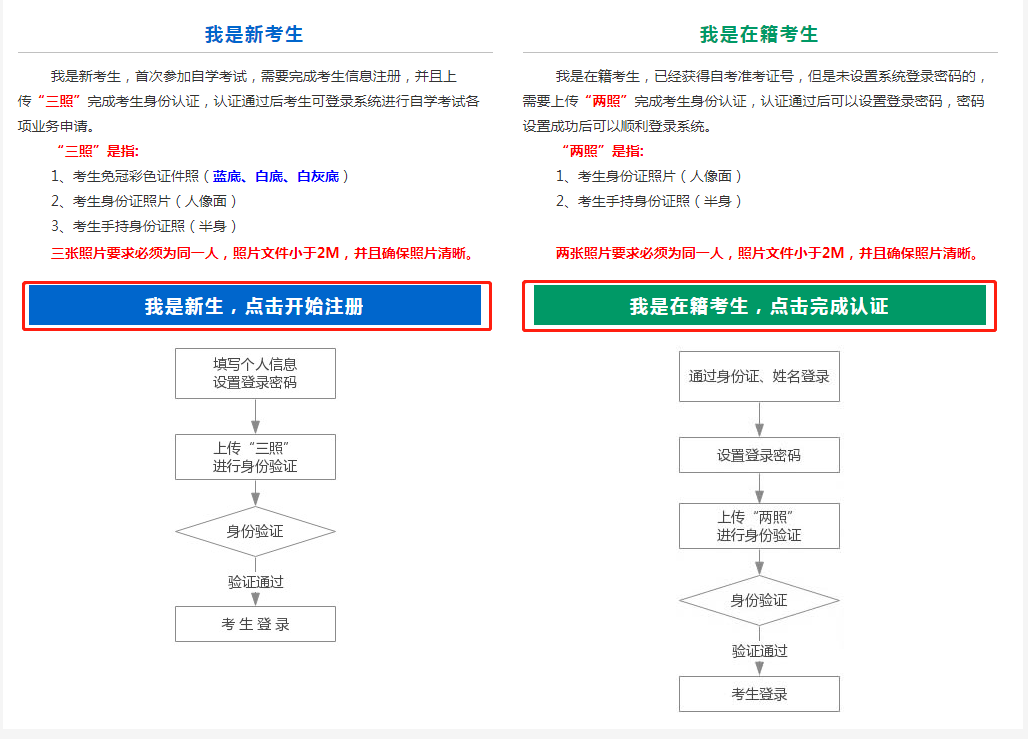 我是新考生
我是新考生，首次参加自学考试，需要完成考生信息注册，并且上
传“三照”完成考生身份认证，认证通过后考生可登录系统进行自学考试各
项业务申请。
“三照”是指:
1、考生免冠彩色证件照（蓝底、白底、白灰底）
2、考生身份证照片（人像面）
3、考生手持身份证照（半身）
三张照片要求必须为同一人，照片文件小于2M，并且确保照片清晰。
我是新生，点击开始注册
填写个人信息
设置登录密码
上传“三照”
进行身份验证
身份验证
验证通过
考 生 登 录
我是在籍考生
我是在籍考生，已经获得自考准考证号，但是未设置系统登录密码的，
需要上传“两照”完成考生身份认证，认证通过后可以设置登录密码，密码
设置成功后可以顺利登录系统。
“两照”是指:
1、考生身份证照片（人像面）
2、考生手持身份证照（半身）
两张照片要求必须为同一人，照片文件小于2M，并且确保照片清晰。
我是在籍考生，点击完成认证
通过身份证、姓名登录
设置登录密码
上传“两照”
进行身份验证
身份验证
验证通过
考生登录